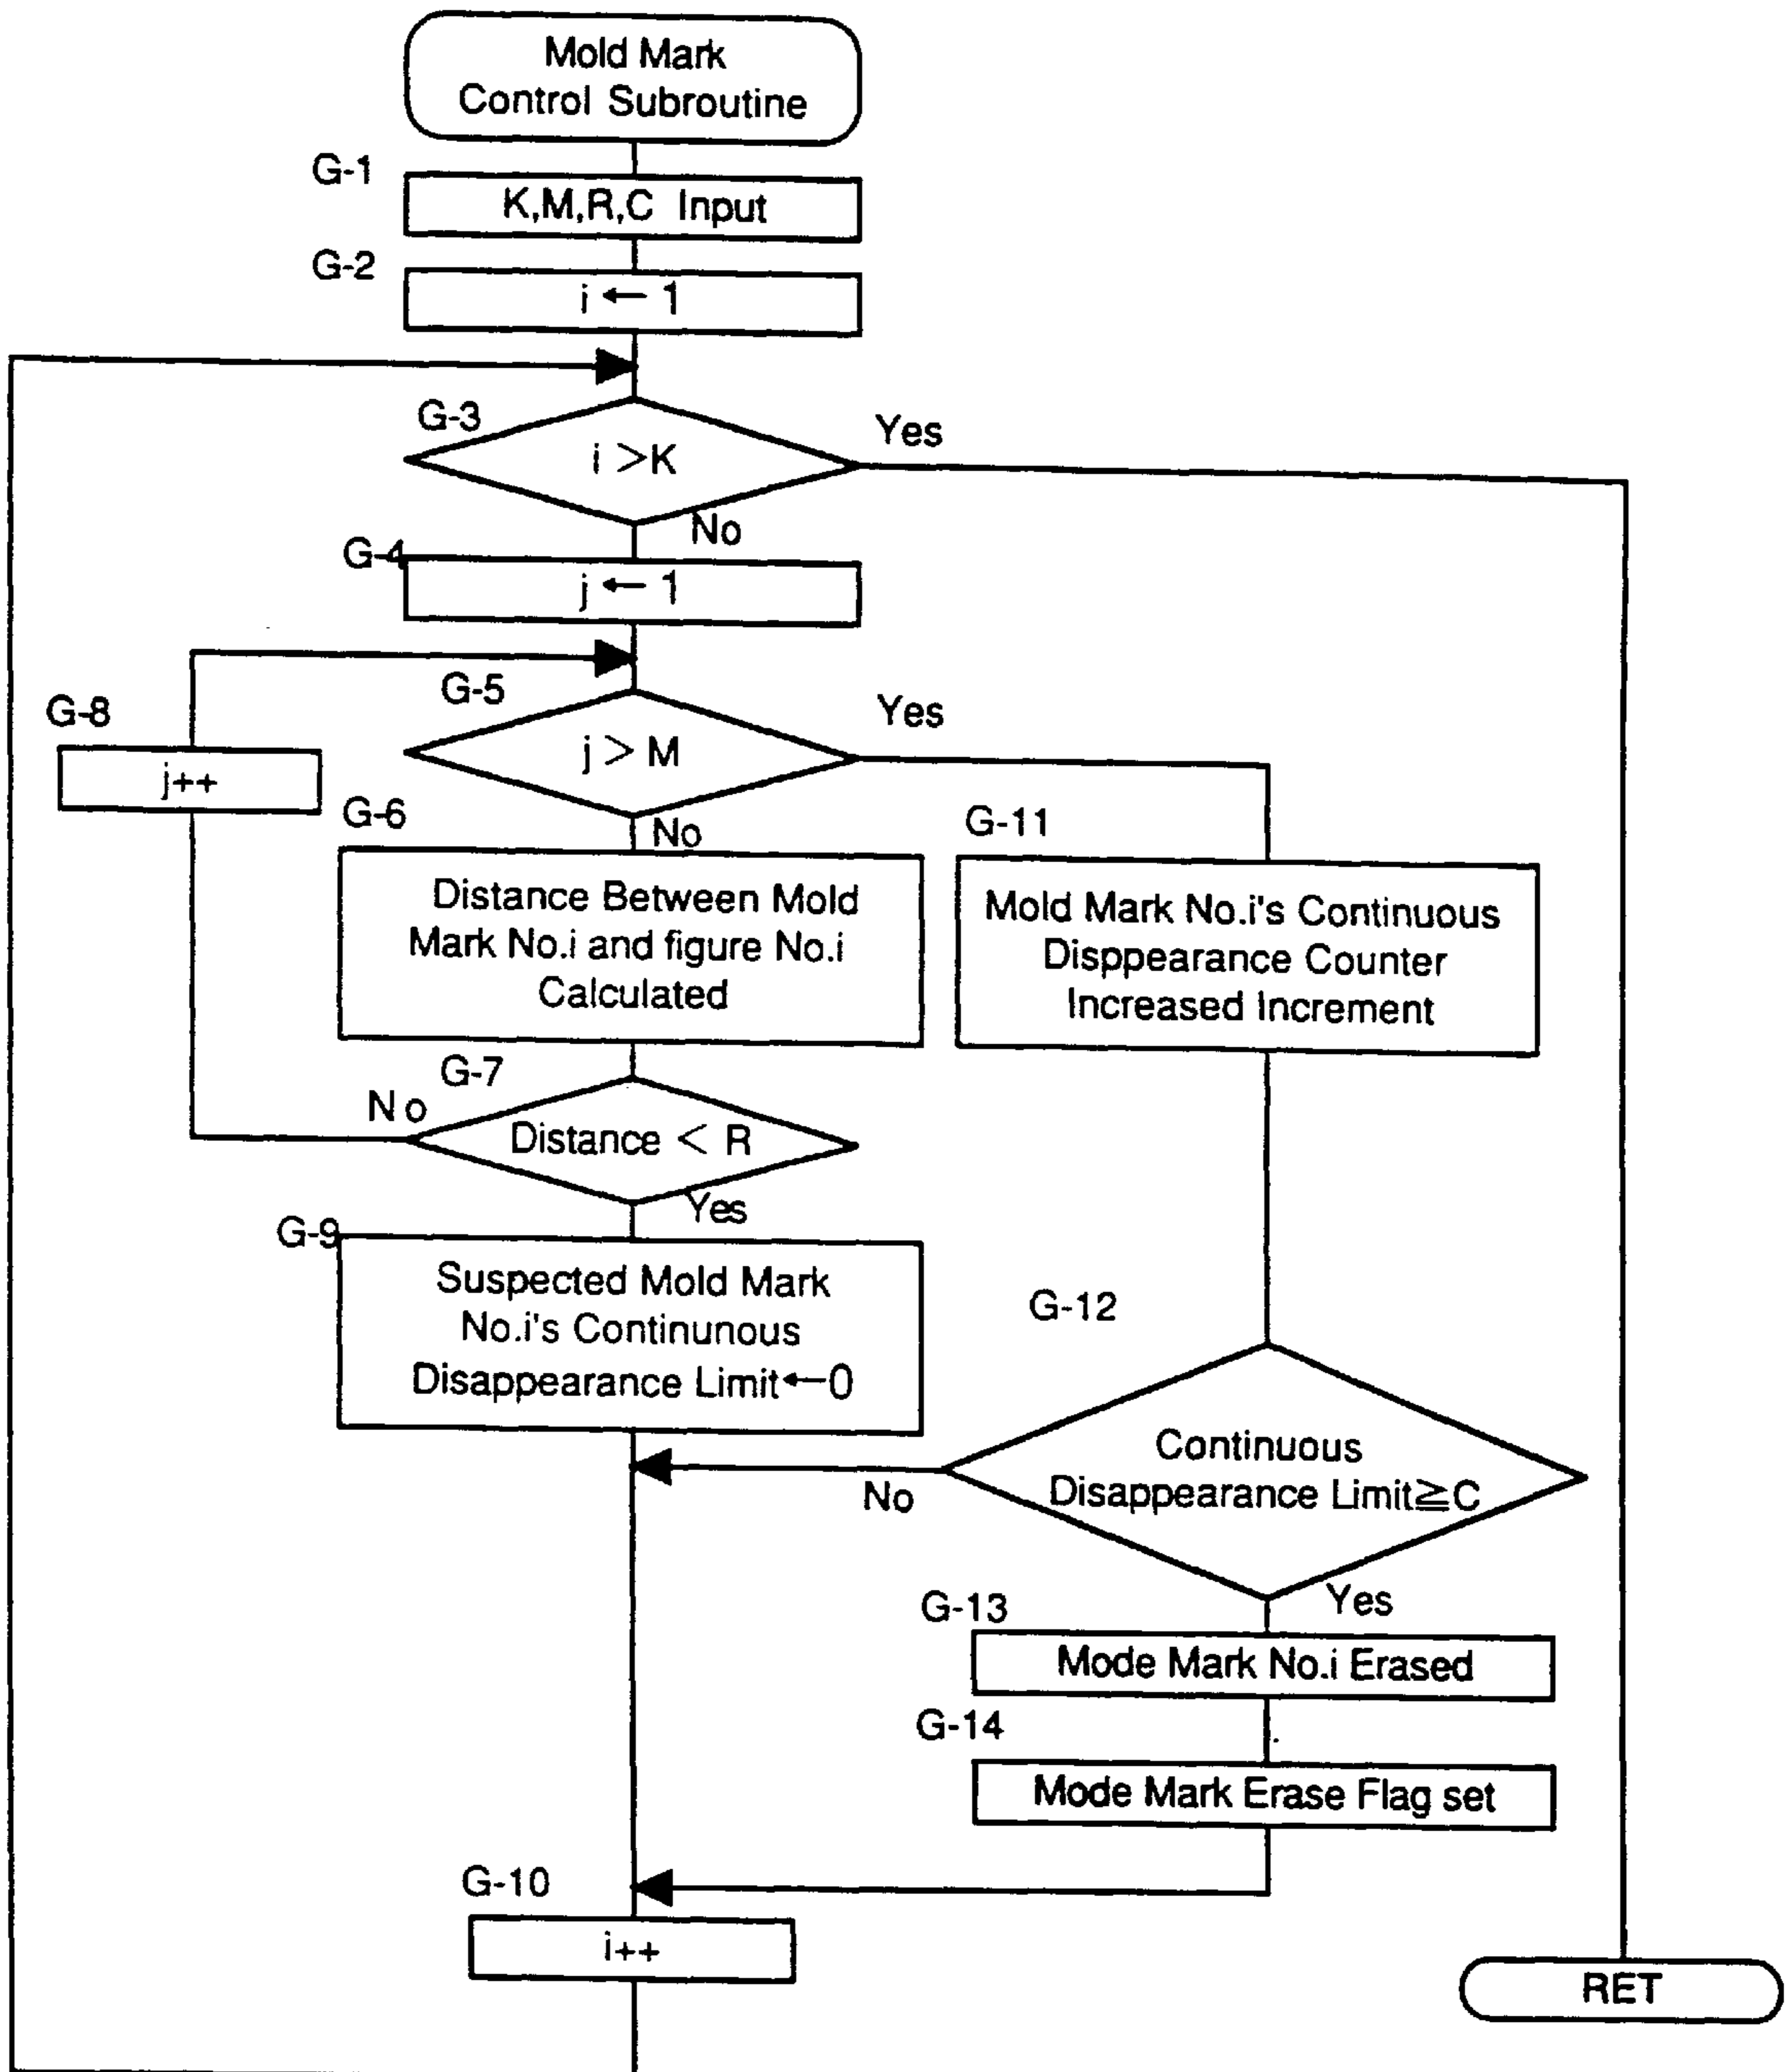 Mold Mark
Control Subroutine
G-1
K,M,R,C Input
G-2
i ← 1
G-3
i >K
Yes
No
G-4
j ← 1
G-5
j > M
Yes
No
G-8
j++
G-6
Distance Between Mold
Mark No.i and figure No.i
Calculated
G-11
Mold Mark No.i's Continuous
Disppearance Counter
Increased Increment
G-7
Distance < R
No
Yes
G-9
Suspected Mold Mark
No.i's Continunous
Disappearance Limit←0
G-12
Continuous
Disappearance Limit≧C
No
Yes
G-13
Mode Mark No.i Erased
G-14
Mode Mark Erase Flag set
G-10
i++
RET